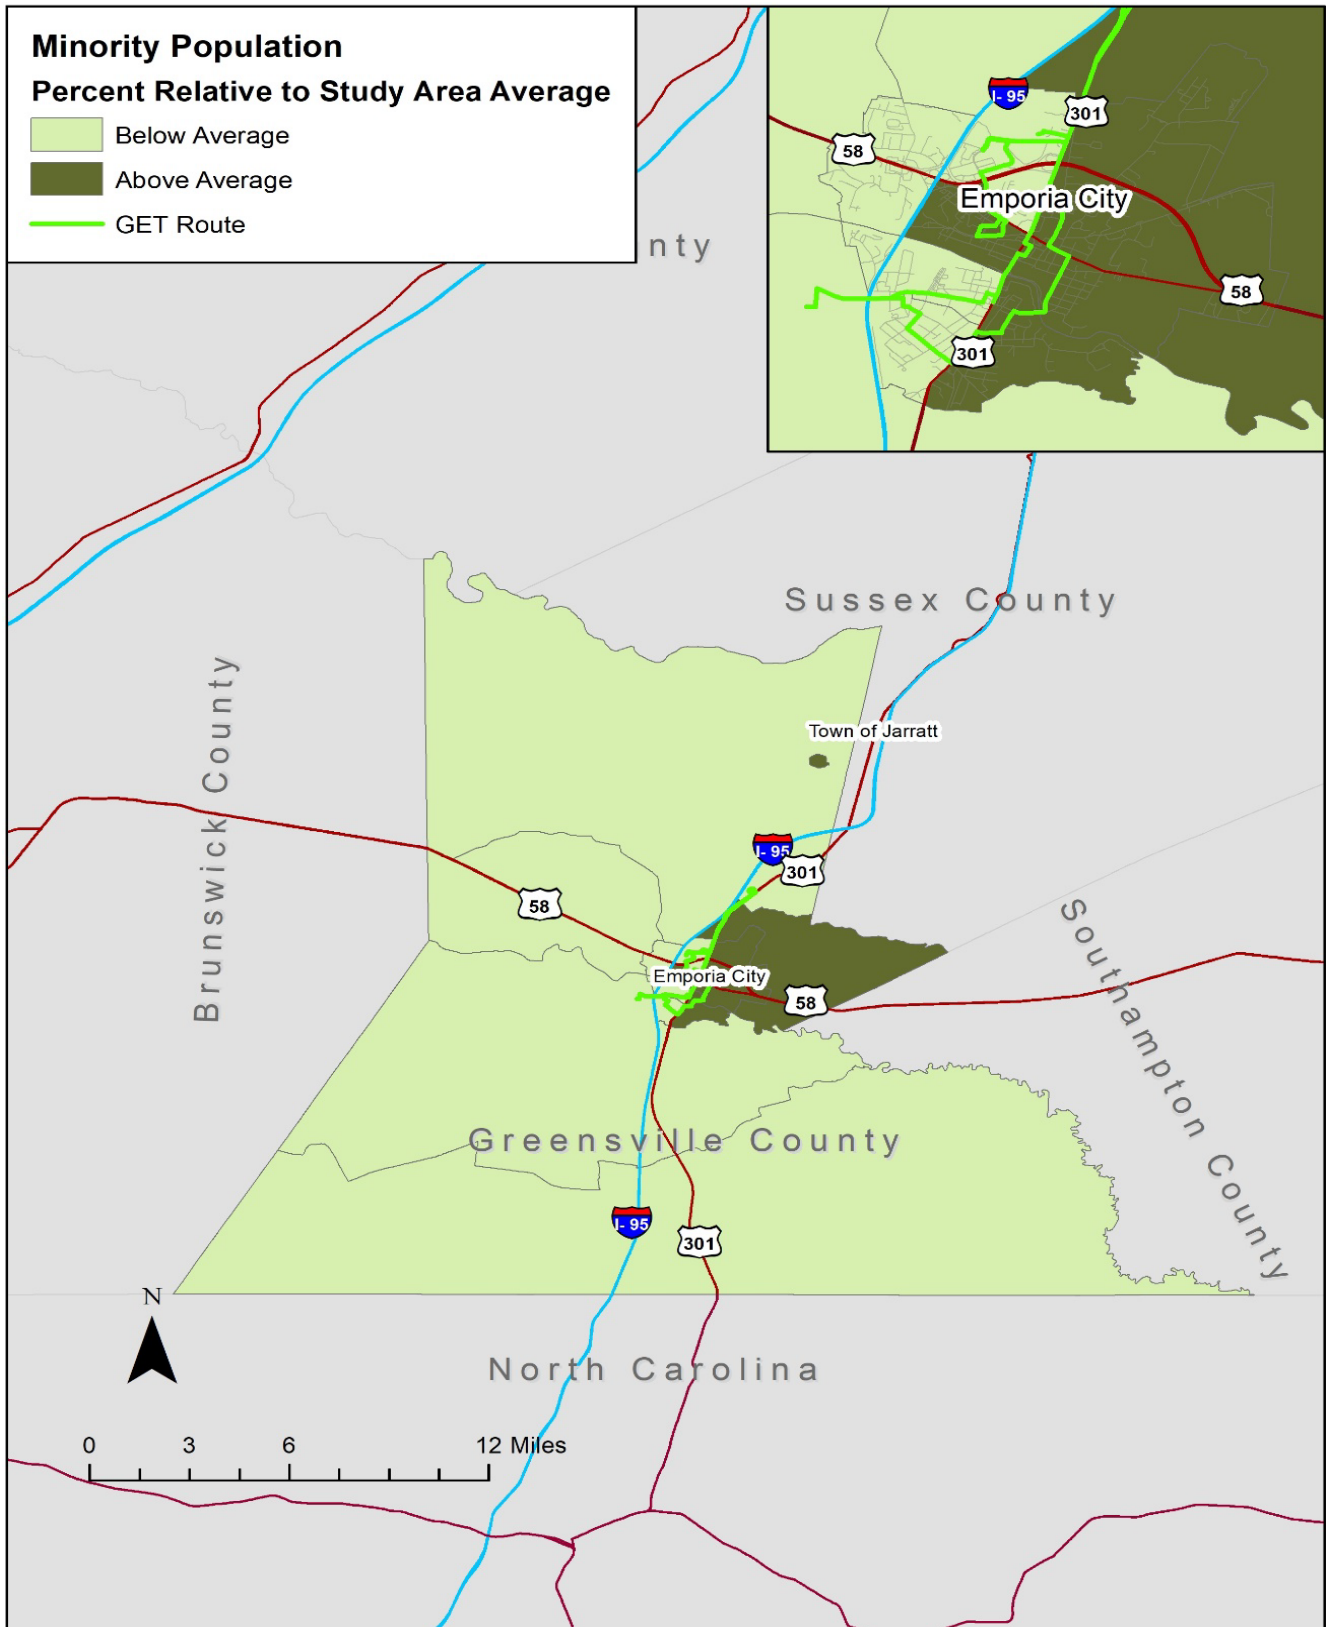 Minority Population
Percent Relative to Study Area Average
Below Average
Above Average
GET Route
nty
I- 95
301
58
Emporia City
58
301
Sussex County
Brunswick County
Town of Jarratt
I- 95
301
58
Emporia City
58
Southampton County
Greensville County
I- 95
301
N
North Carolina
0 3 6 12 Miles